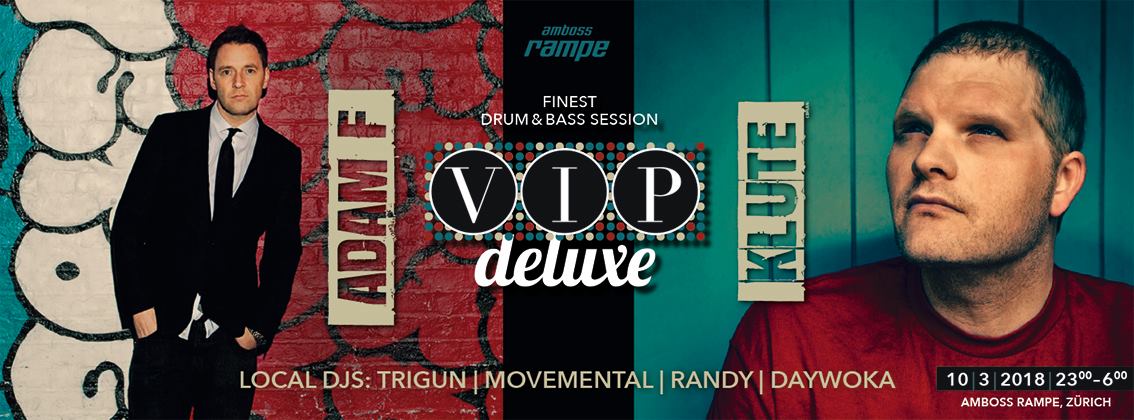 amboss
rampe
FINEST
DRUM & BASS SESSION
VIP
deluxe
ADAM F
KLUTE
LOCAL DJS: TRIGUN | MOVEMENTAL | RANDY | DAYWOKA
10 | 3 | 2018 | 23⁰⁰-6⁰⁰
AMBOSS RAMPE, ZÜRICH